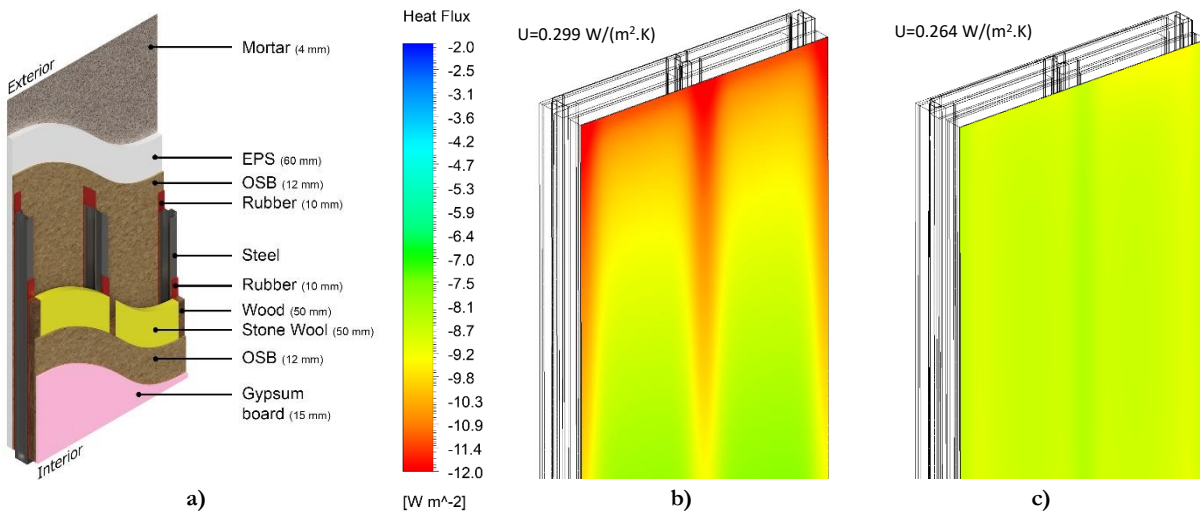 Exterior
Mortar (4 mm)
EPS (60 mm)
OSB (12 mm)
Rubber (10 mm)
Steel
Rubber (10 mm)
Wood (50 mm)
Stone Wool (50 mm)
OSB (12 mm)
Gypsum
board (15 mm)
Interior
a)
Heat Flux
-2.0
-2.5
-3.1
-3.6
-4.2
-4.7
-5.3
-5.9
-6.4
-7.0
-7.6
-8.1
-8.7
-9.2
-9.8
-10.3
-10.9
-11.4
-12.0
[W m^-2]
U=0.299 W/(m².K)
b)
U=0.264 W/(m².K)
c)